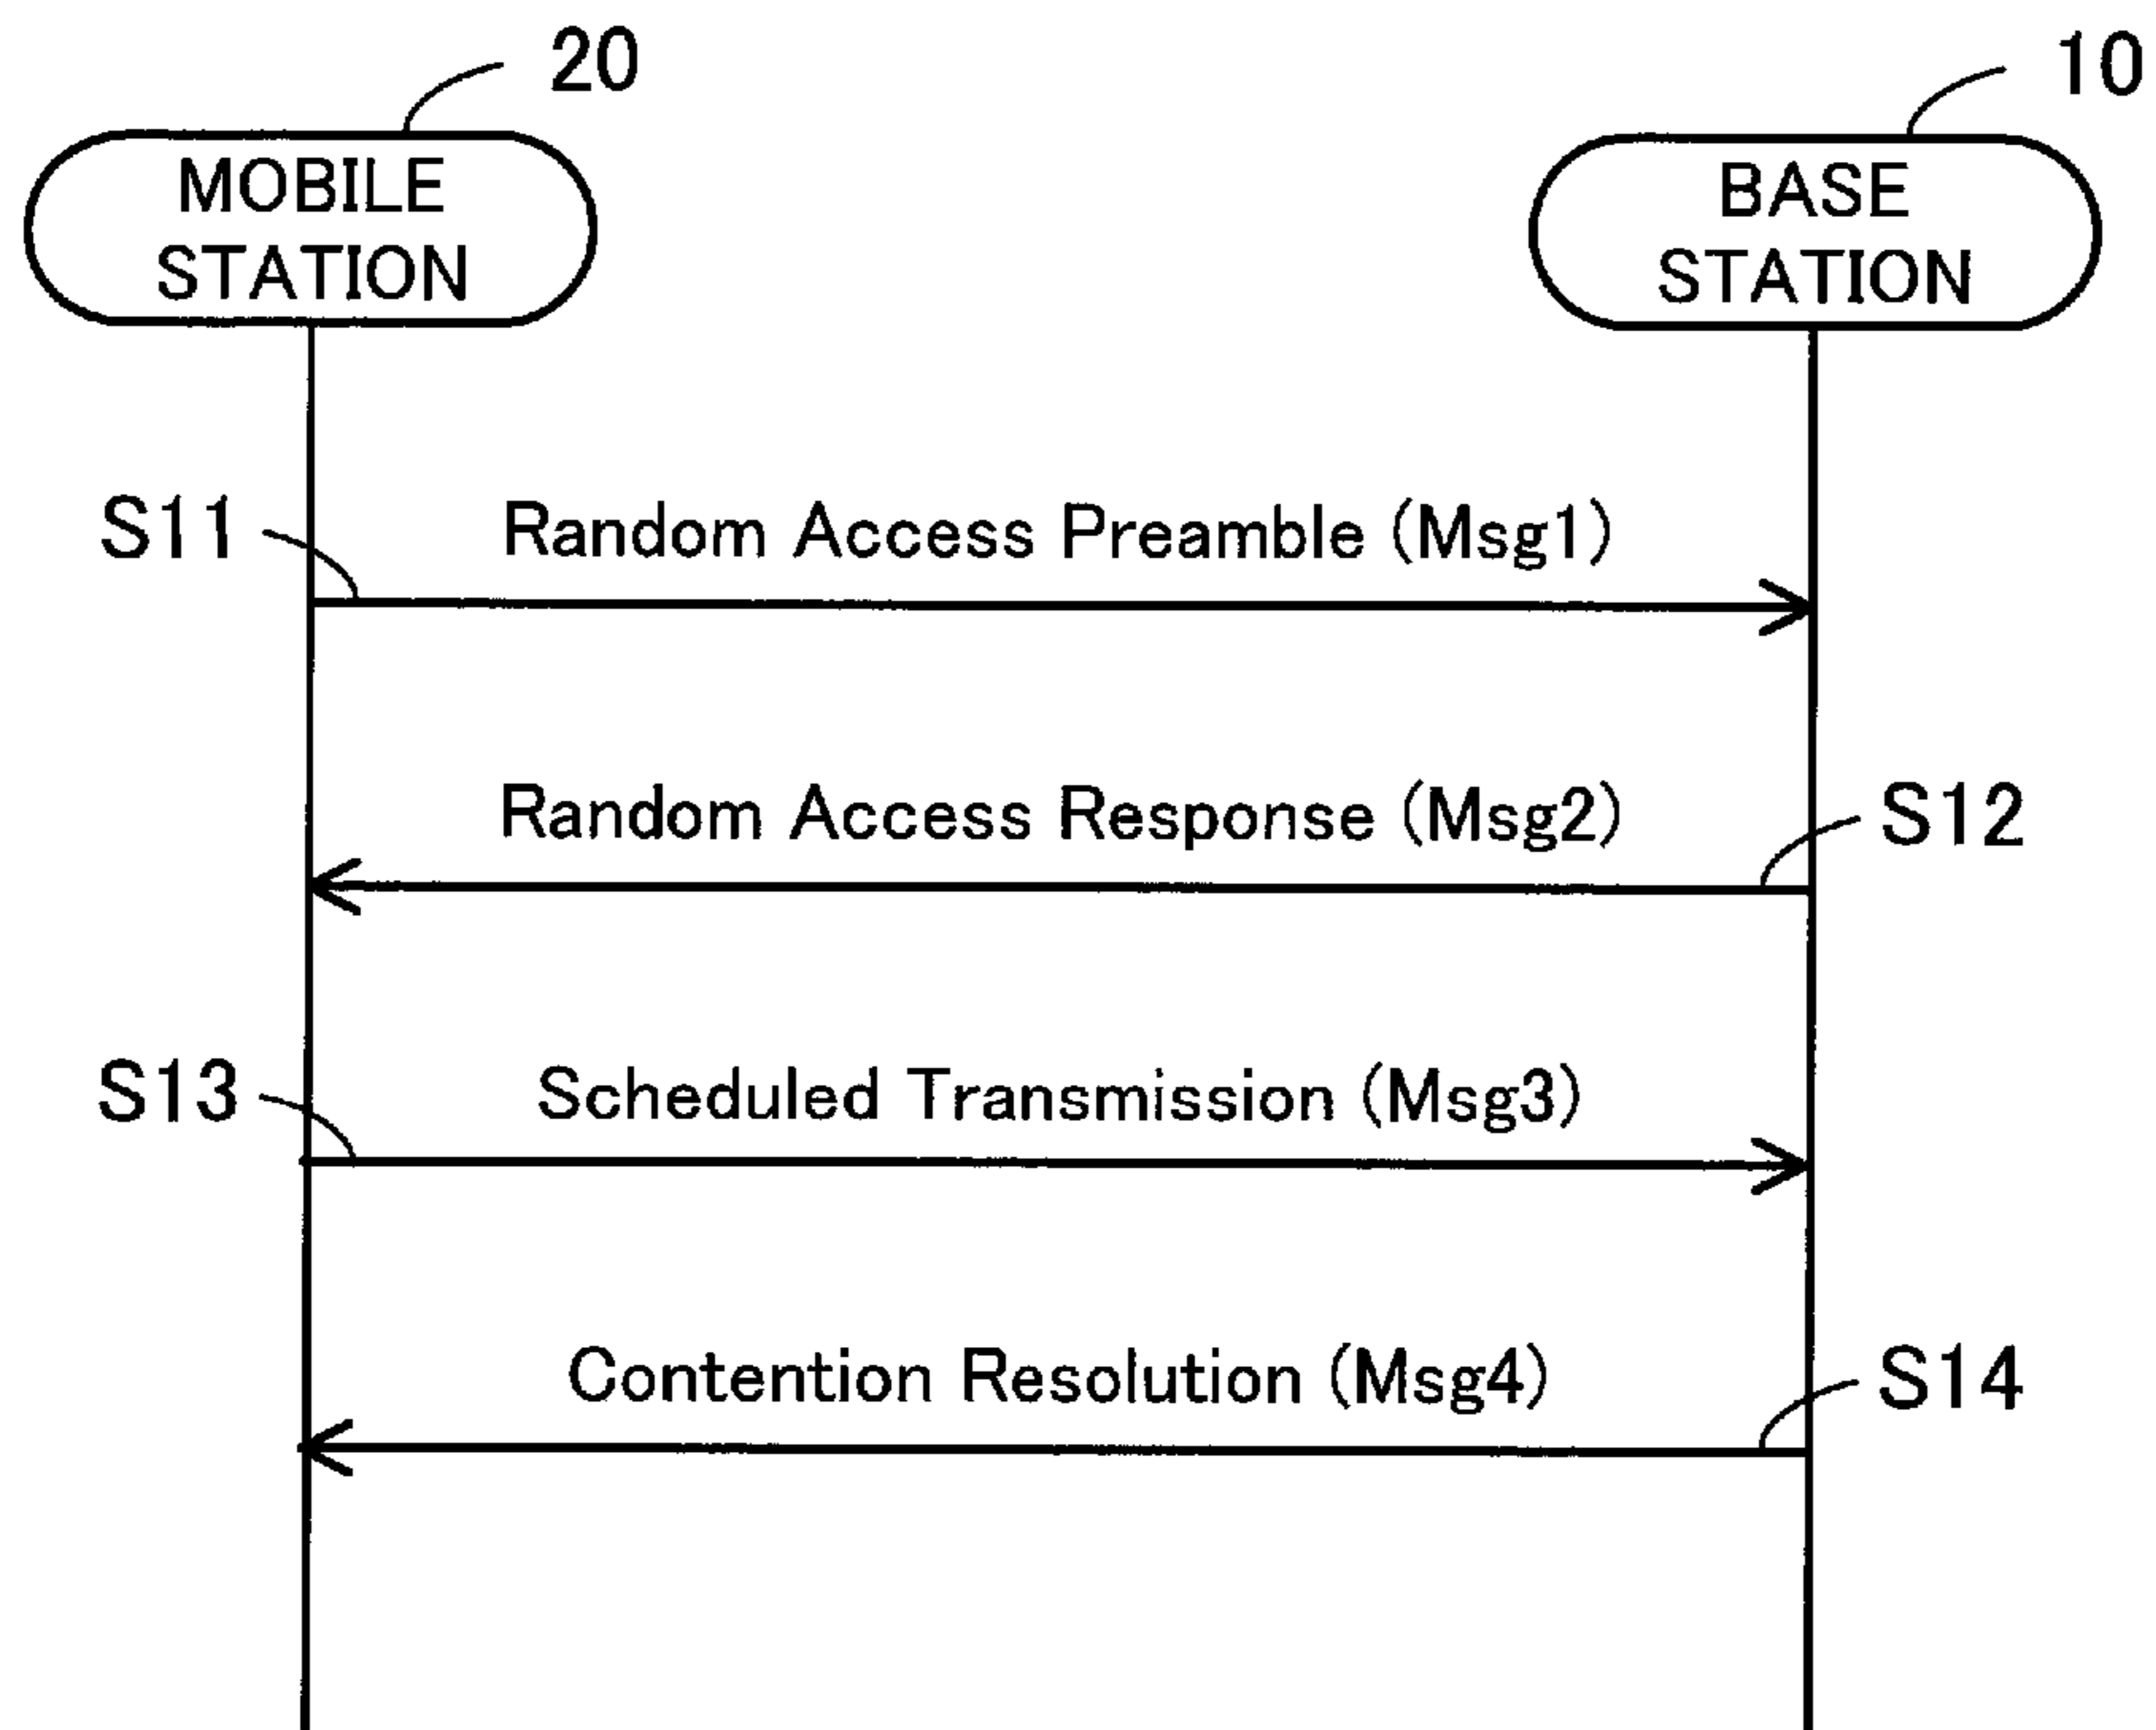 20
10
MOBILE
STATION
BASE
STATION
S11
Random Access Preamble (Msg1)
Random Access Response (Msg2)
S12
S13
Scheduled Transmission (Msg3)
Contention Resolution (Msg4)
S14